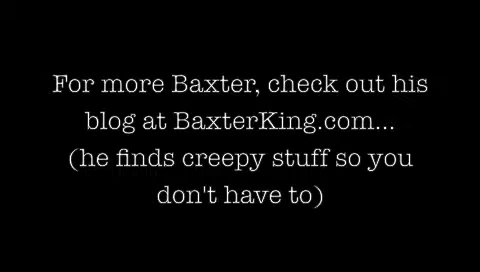 For more Baxter, check out his
blog at BaxterKing.com...
(he finds creepy stuff so you
don't have to)